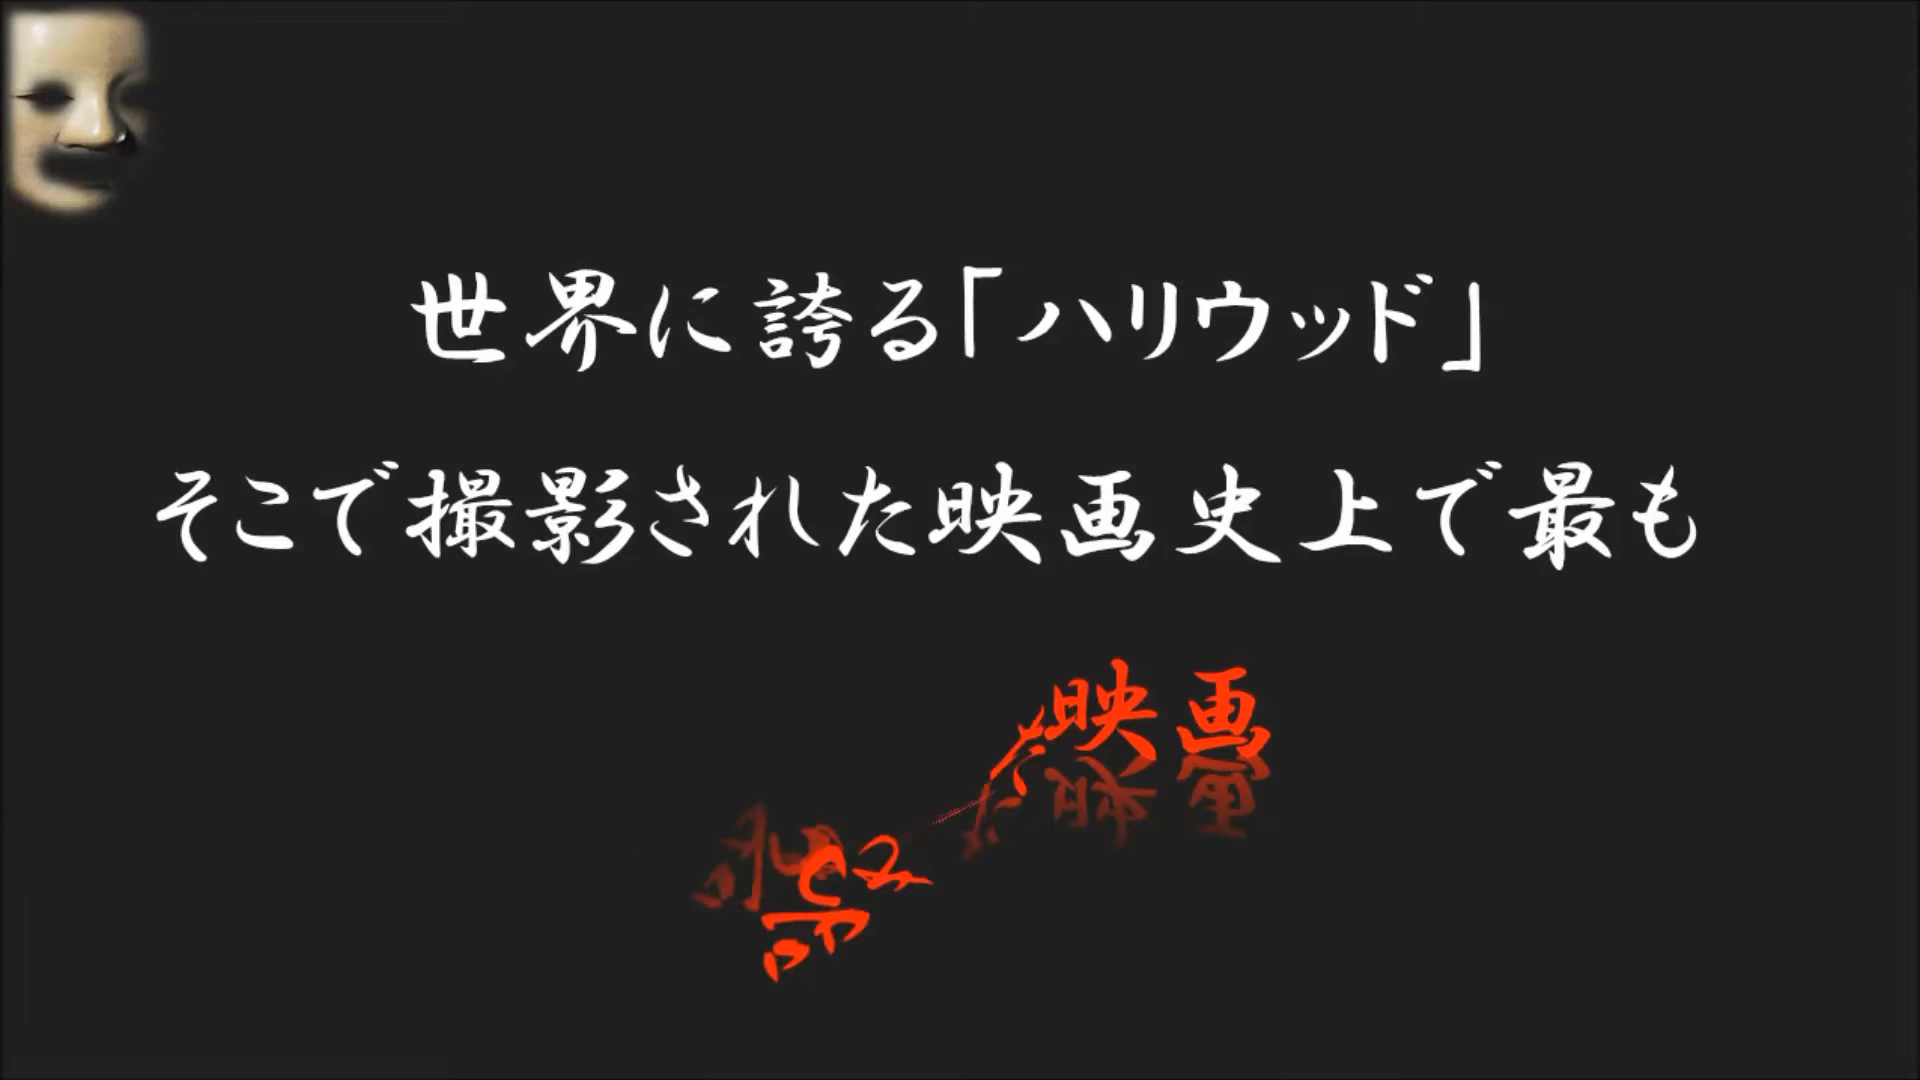 世界に誇る「ハリウッド」
そこで撮影された映画史上で最も
た映画